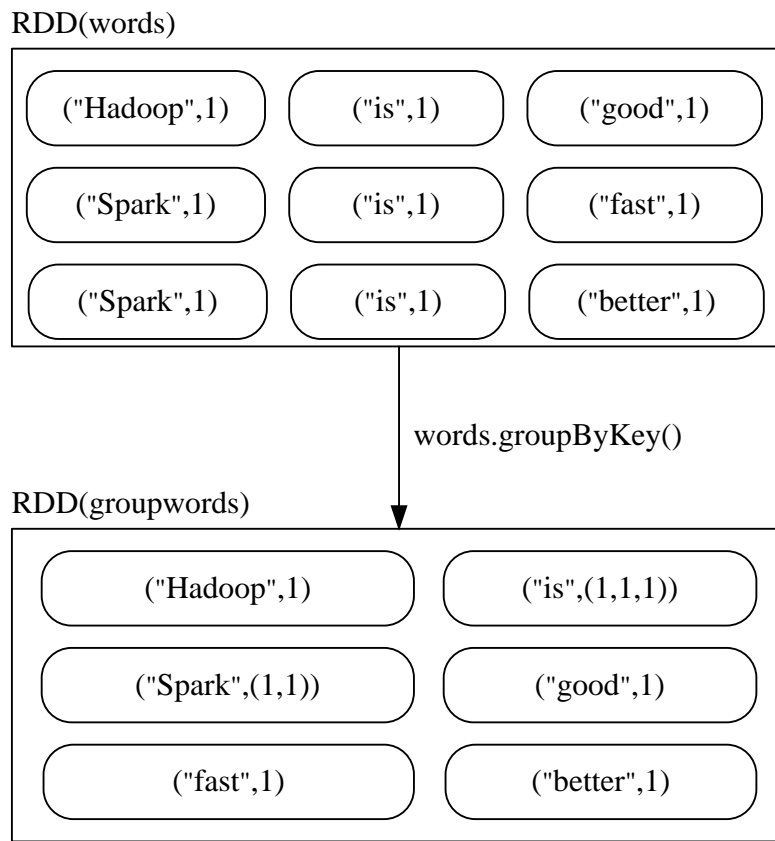 RDD(words)
("Hadoop",1) ("is",1) ("good",1)
("Spark",1) ("is",1) ("fast",1)
("Spark",1) ("is",1) ("better",1)
words.groupByKey()
RDD(groupwords)
("Hadoop",1) ("is",(1,1,1))
("Spark",(1,1)) ("good",1)
("fast",1) ("better",1)